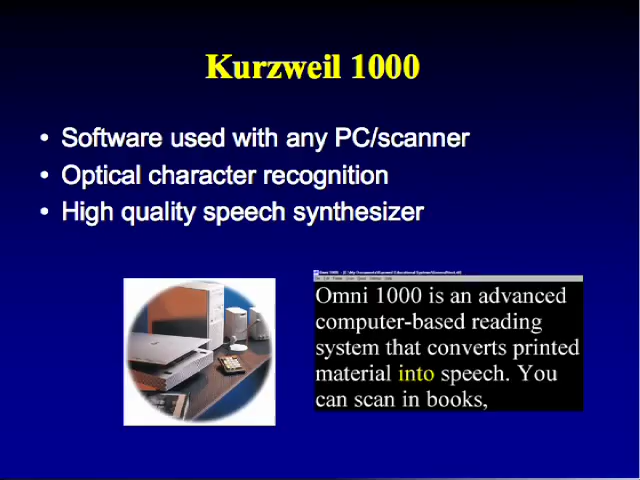 Kurzweil 1000
• Software used with any PC/scanner
• Optical character recognition
• High quality speech synthesizer
Omni 1000 is an advanced
computer-based reading
system that converts printed
material into speech. You
can scan in books,